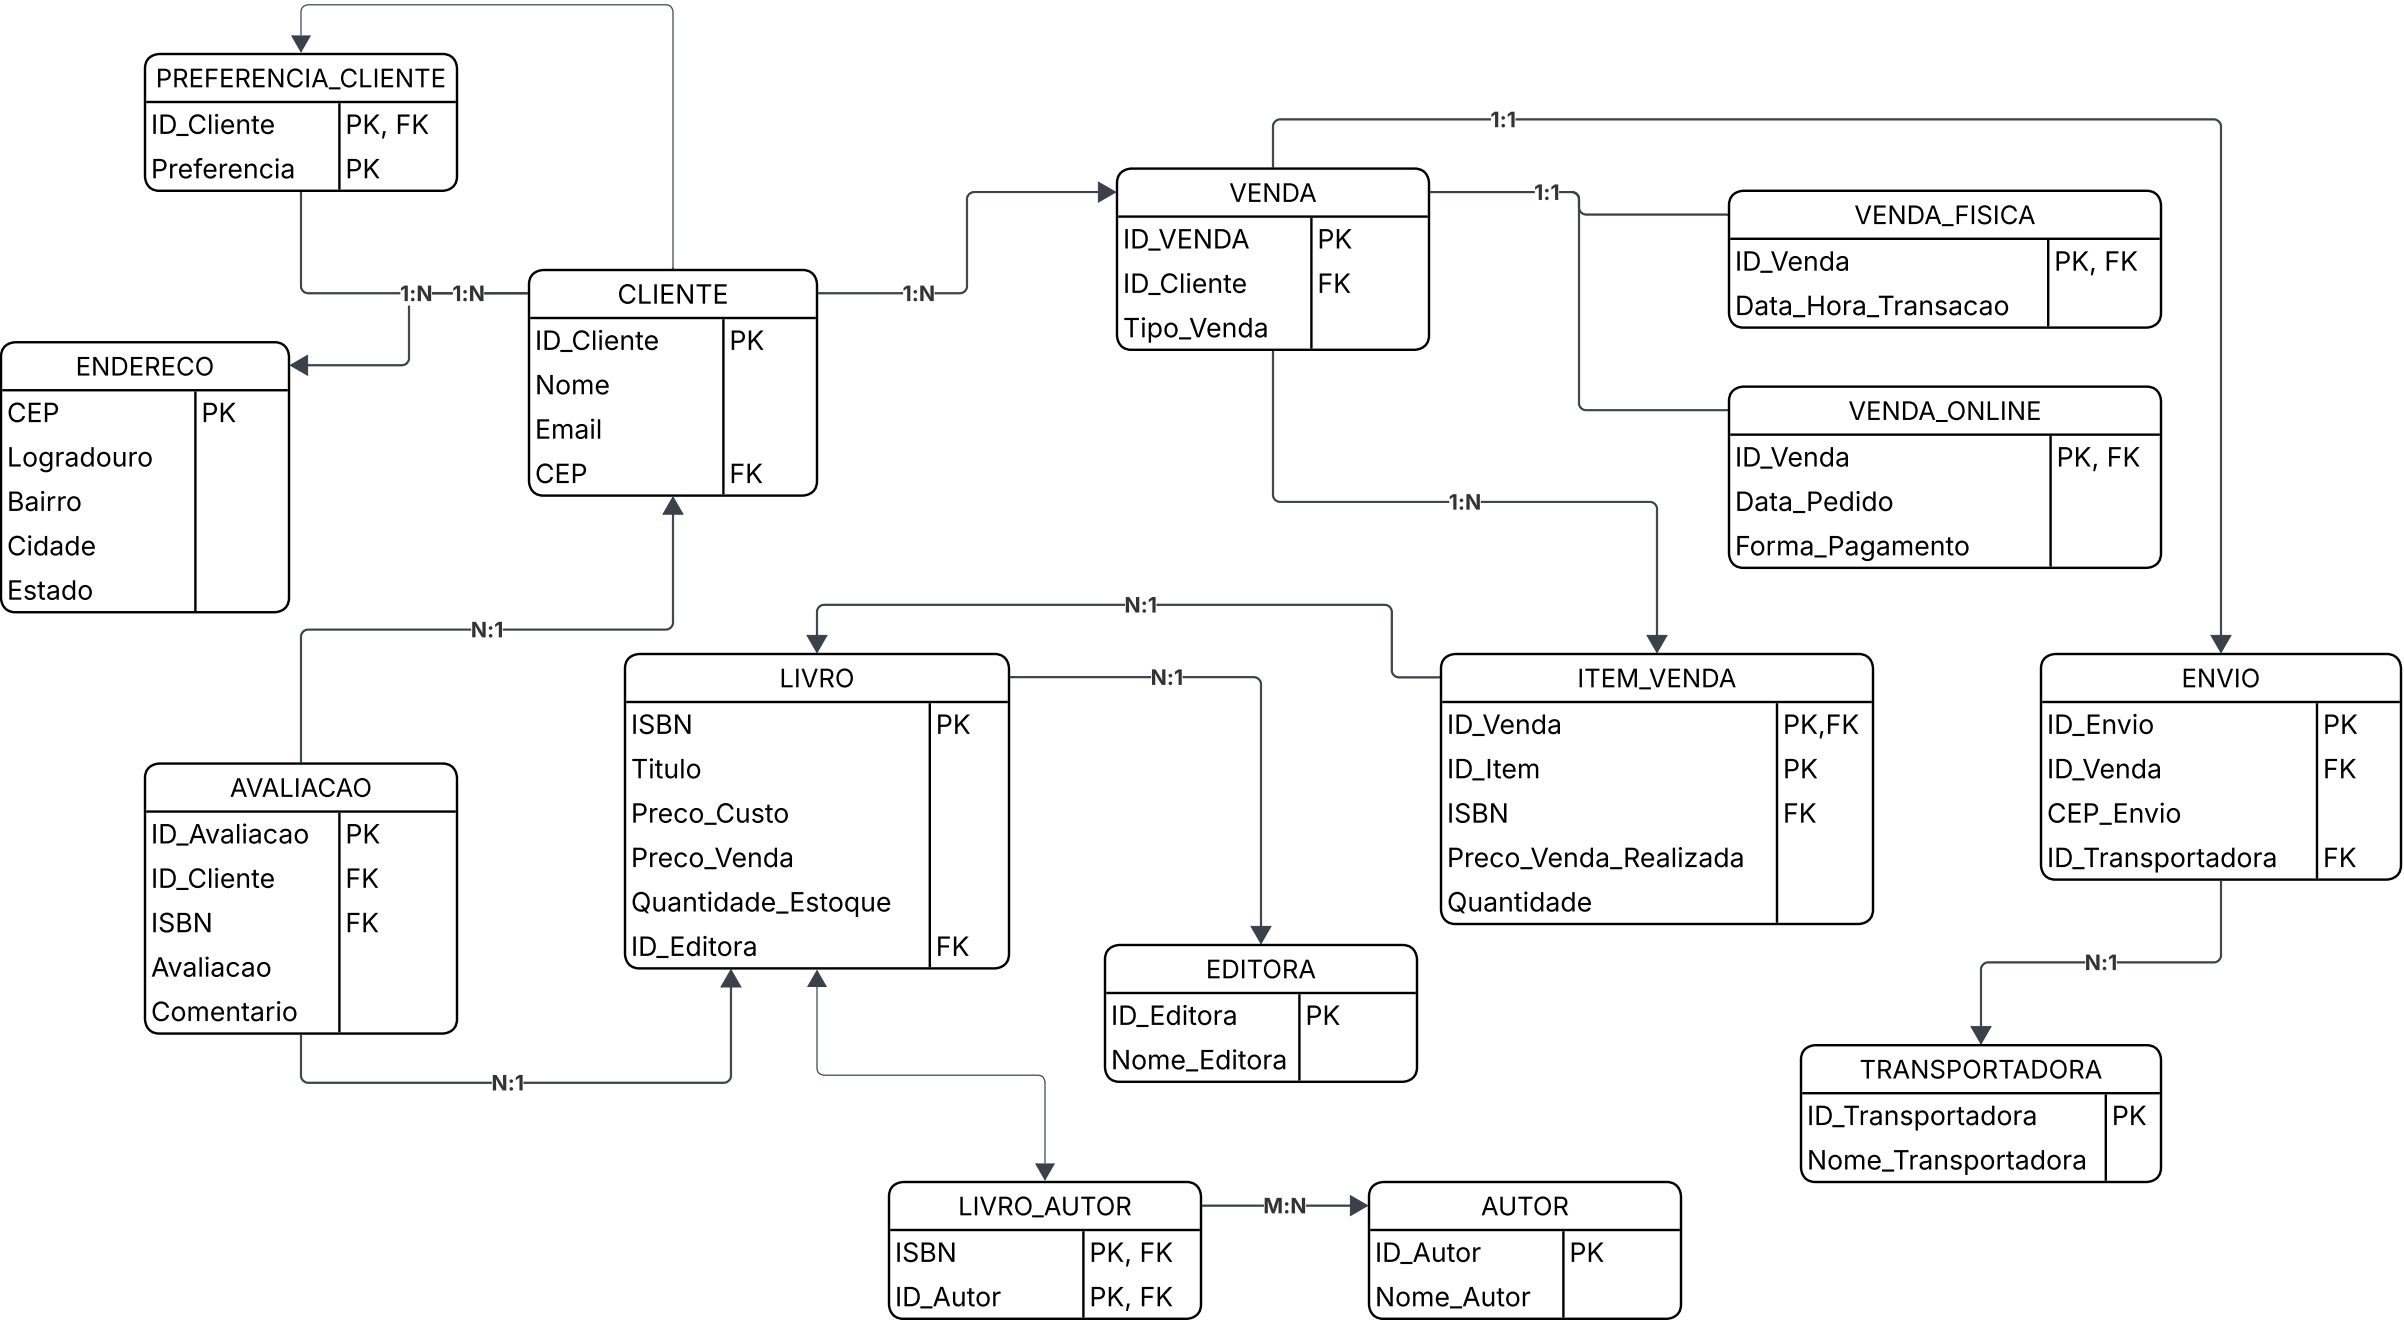 PREFERENCIA_CLIENTE
ID_Cliente PK, FK
Preferencia PK
1:N 1:N
ENDERECO
CEP PK
Logradouro
Bairro
Cidade
Estado
CLIENTE
ID_Cliente PK
Nome
Email
CEP FK
1:N
1:1
VENDA
ID_VENDA PK
ID_Cliente FK
Tipo_Venda
1:1
VENDA_FISICA
ID_Venda PK, FK
Data_Hora_Transacao
VENDA_ONLINE
ID_Venda PK, FK
Data_Pedido
Forma_Pagamento
1:N
N:1
N:1
LIVRO
ISBN PK
Titulo
Preco_Custo
Preco_Venda
Quantidade_Estoque
ID_Editora FK
N:1
ITEM_VENDA
ID_Venda PK,FK
ID_Item PK
ISBN FK
Preco_Venda_Realizada
Quantidade
ENVIO
ID_Envio PK
ID_Venda FK
CEP_Envio
ID_Transportadora FK
AVALIACAO
ID_Avaliacao PK
ID_Cliente FK
ISBN FK
Avaliacao
Comentario
N:1
EDITORA
ID_Editora PK
Nome_Editora
N:1
TRANSPORTADORA
ID_Transportadora PK
Nome_Transportadora
LIVRO_AUTOR
ISBN PK, FK
ID_Autor PK, FK
M:N
AUTOR
ID_Autor PK
Nome_Autor